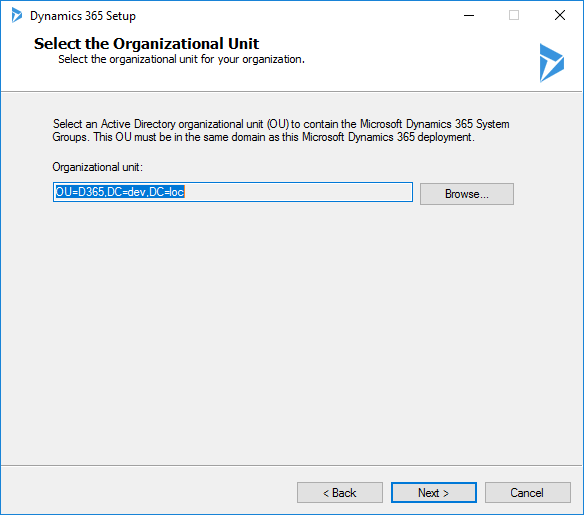 Dynamics 365 Setup
Select the Organizational Unit
Select the organizational unit for your organization.
Select an Active Directory organizational unit (OU) to contain the Microsoft Dynamics 365 System
Groups. This OU must be in the same domain as this Microsoft Dynamics 365 deployment.
Organizational unit:
OU=D365,DC=dev,DC=loc
Browse...
< Back
Next >
Cancel